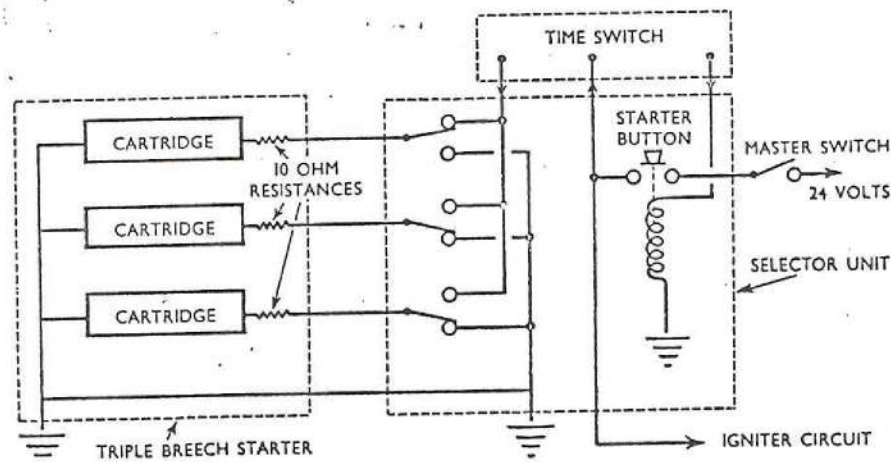 TIME SWITCH
STARTER
BUTTON
MASTER SWITCH
24 VOLTS
CARTRIDGE
10 OHM
RESISTANCES
CARTRIDGE
SELECTOR UNIT
CARTRIDGE
TRIPLE BREECH STARTER
IGNITER CIRCUIT